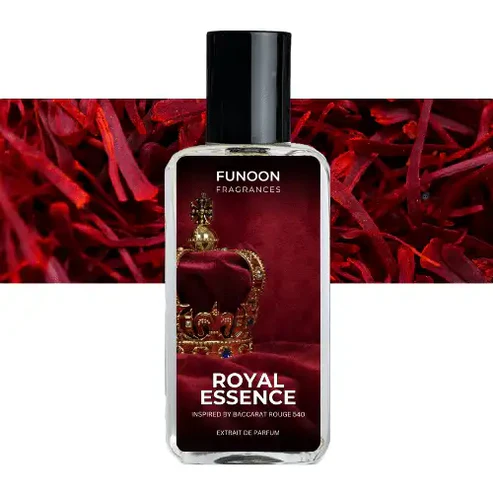 FUNOON
FRAGRANCES
ROYAL
ESSENCE
INSPIRED BY BACCARAT ROUGE 540
EXTRAIT DE PARFUM